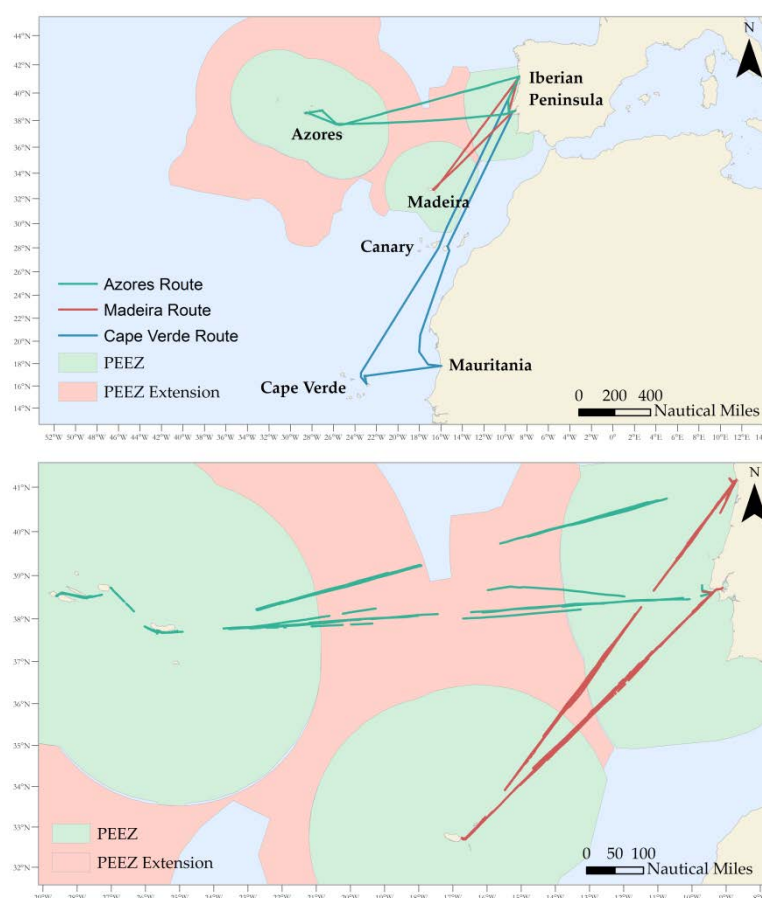 N
44°N
42°N
40°N
38°N
36°N
34°N
32°N
30°N
28°N
26°N
24°N
22°N
20°N
18°N
16°N
14°N
Iberian
Peninsula
Azores
Madeira
Canary
Azores Route
Madeira Route
Cape Verde Route
PEEZ
PEEZ Extension
Cape Verde
Mauritania
0 200 400
Nautical Miles
52°W 50°W 48°W 46°W 44°W 42°W 40°W 38°W 36°W 34°W 32°W 30°W 28°W 26°W 24°W 22°W 20°W 18°W 16°W 14°W 12°W 10°W 8°W 6°W 4°W 2°W 0° 2°E 4°E 6°E 8°E 10°E 12°E
N
41°N
40°N
39°N
38°N
37°N
36°N
35°N
34°N
33°N
32°N
PEEZ
PEEZ Extension
0 50 100
Nautical Miles